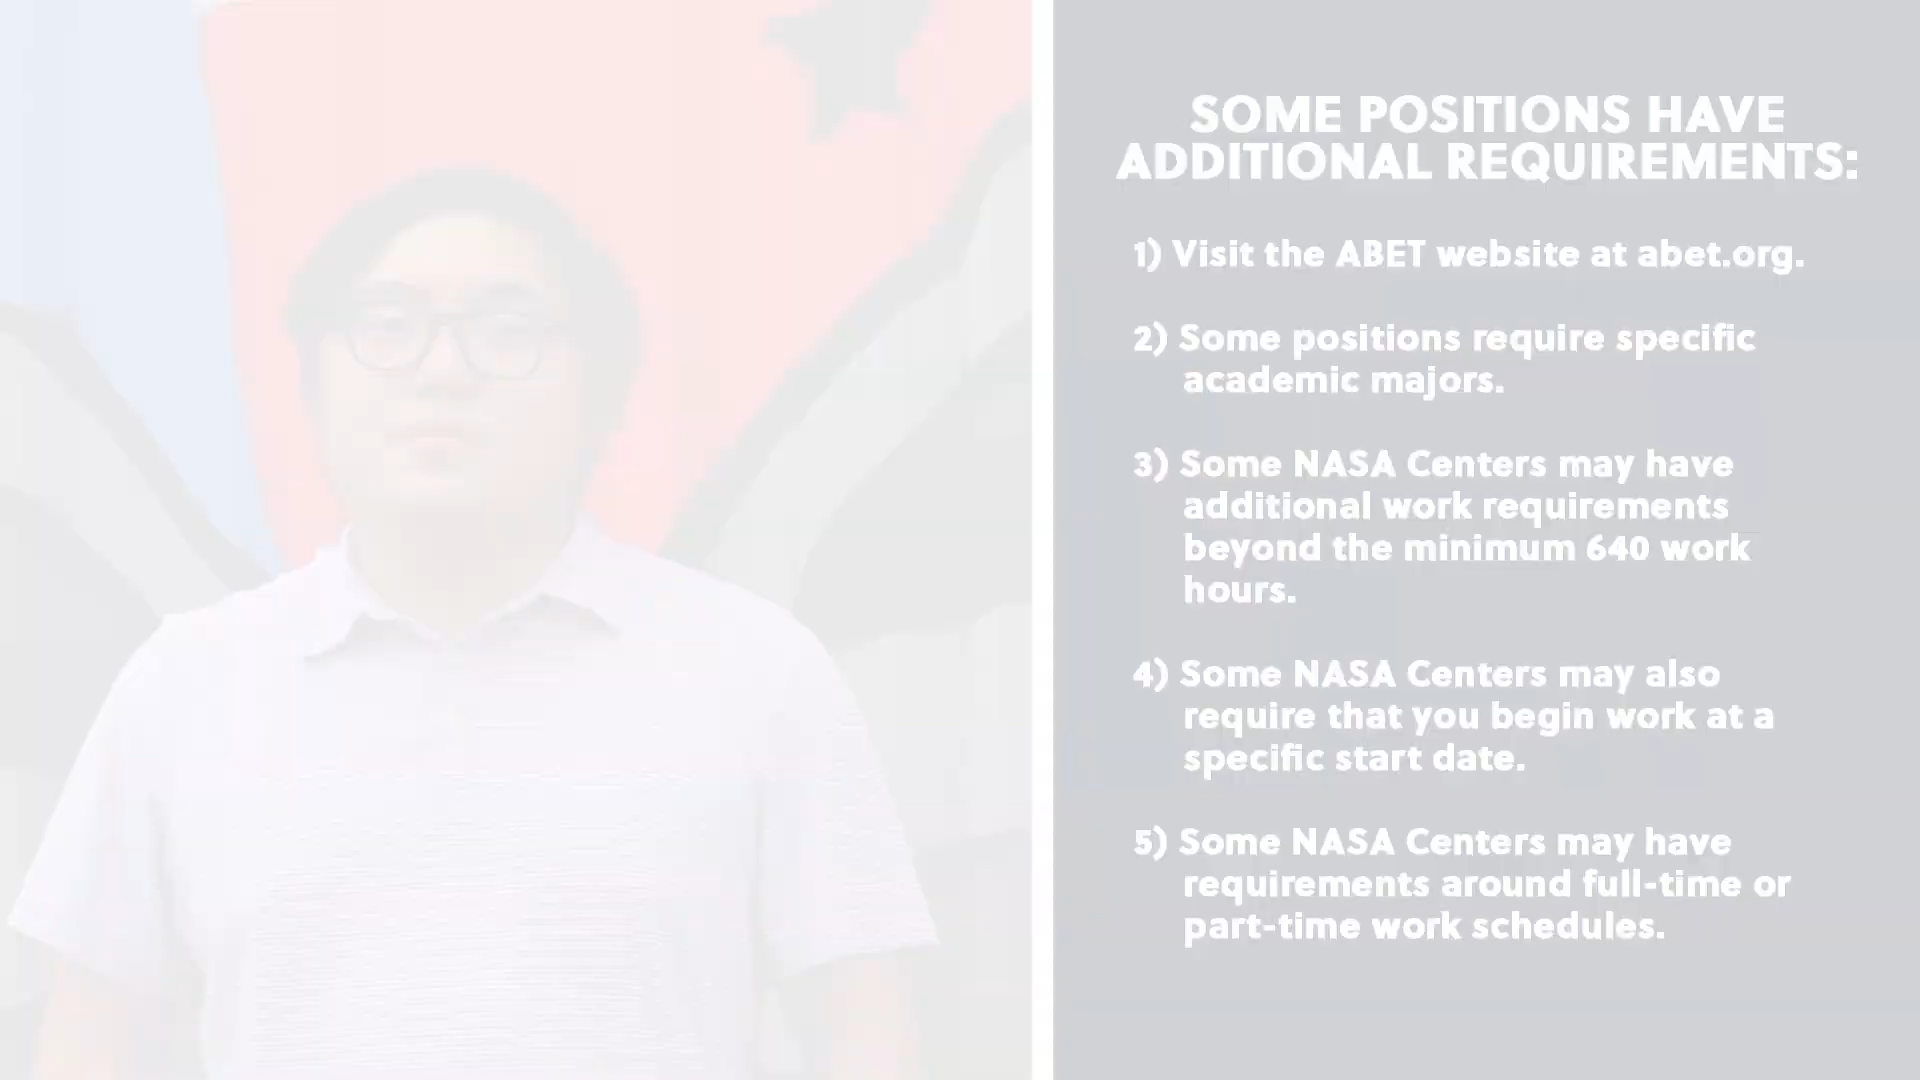 SOME POSITIONS HAVE
ADDITIONAL REQUIREMENTS:
1) Visit the ABET website at abet.org.
2) Some positions require specific
academic majors.
3) Some NASA Centers may have
additional work requirements
beyond the minimum 640 work
hours.
4) Some NASA Centers may also
require that you begin work at a
specific start date.
5) Some NASA Centers may have
requirements around full-time or
part-time work schedules.